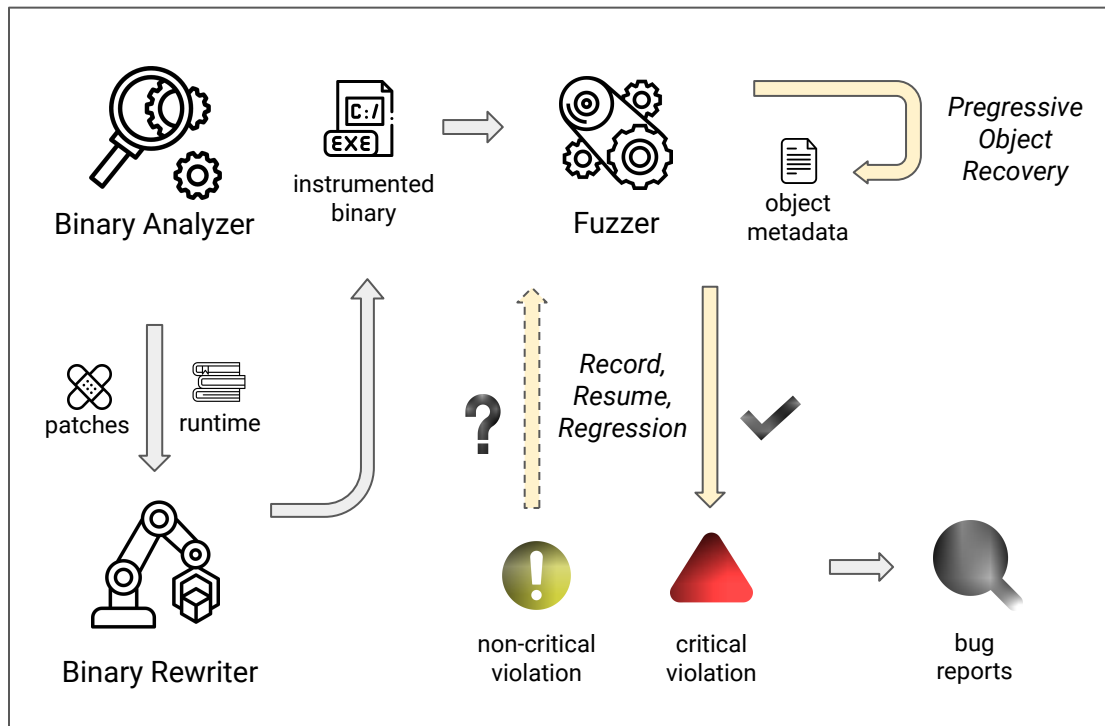 C:/
EXE
instrumented
binary
Binary Analyzer
Fuzzer
Pregressive
Object
Recovery
object
metadata
patches
runtime
Record,
Resume,
Regression
?
!
Binary Rewriter
non-critical
violation
critical
violation
bug
reports